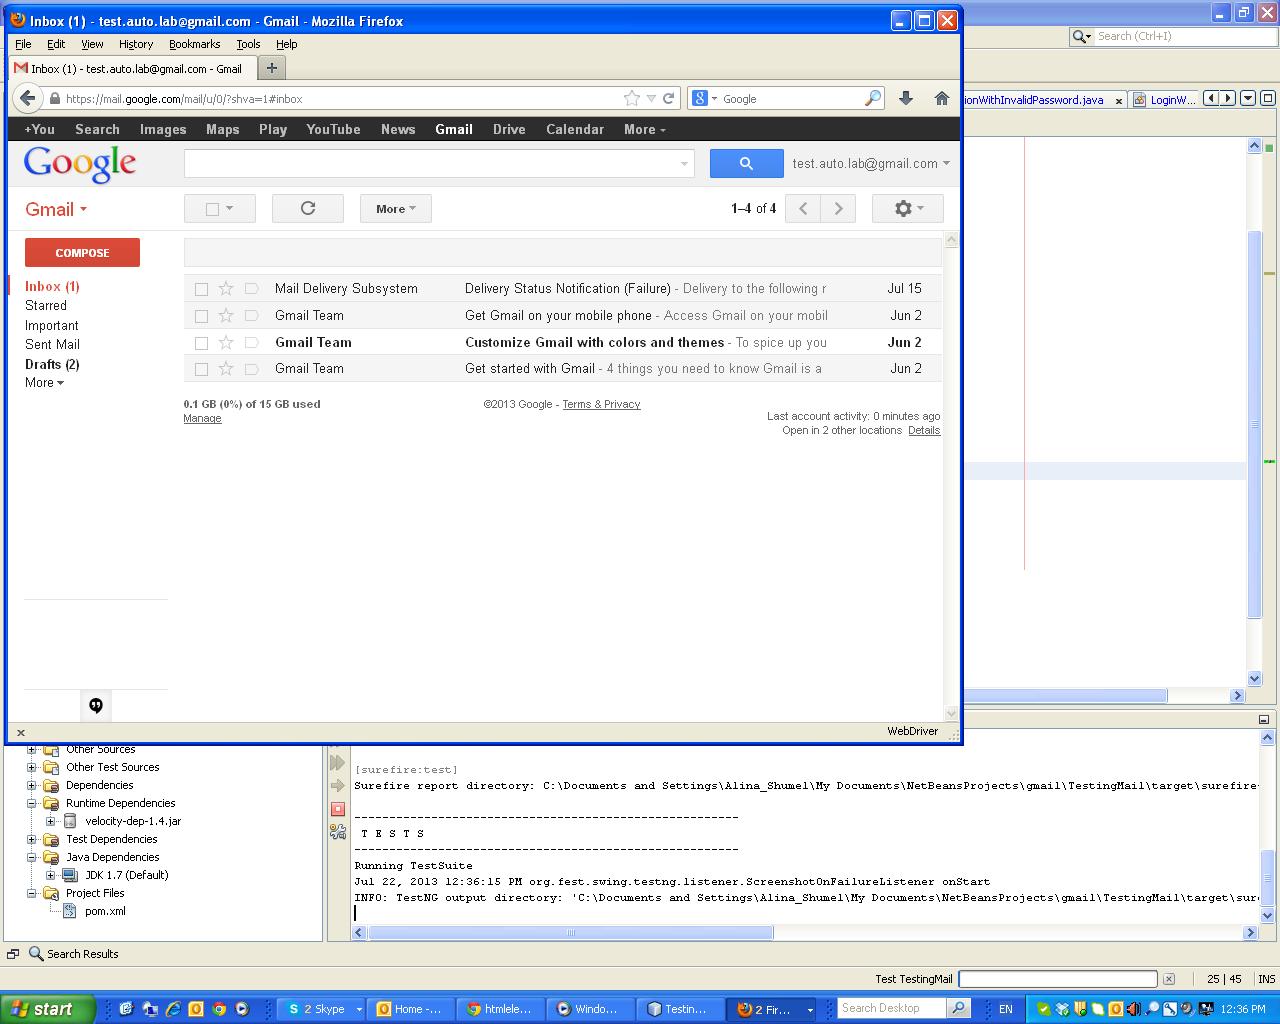 Inbox (1) - test.auto.lab@gmail.com - Gmail - Mozilla Firefox
File Edit View History Bookmarks Tools Help
Search (Ctrl+I)
Inbox (1) - test.auto.lab@gmail.com - Gmail
https://mail.google.com/mail/u/0/?shva=1#inbox
Google
ionWithInvalidPassword.java
LoginW...
+You Search Images Maps Play YouTube News Gmail Drive Calendar More
Google
test.auto.lab@gmail.com
Gmail
More
1–4 of 4
COMPOSE
Inbox (1)
Starred
Important
Sent Mail
Drafts (2)
More
Mail Delivery Subsystem Delivery Status Notification (Failure) - Delivery to the following r Jul 15
Gmail Team Get Gmail on your mobile phone - Access Gmail on your mobil Jun 2
Gmail Team Customize Gmail with colors and themes - To spice up you Jun 2
Gmail Team Get started with Gmail - 4 things you need to know Gmail is a Jun 2
0.1 GB (0%) of 15 GB used
Manage
©2013 Google - Terms & Privacy
Last account activity: 0 minutes ago
Open in 2 other locations Details
WebDriver
Other Sources
Other Test Sources
Dependencies
Runtime Dependencies
velocity-dep-1.4.jar
Test Dependencies
Java Dependencies
JDK 1.7 (Default)
Project Files
pom.xml
[surefire:test]
Surefire report directory: C:\Documents and Settings\Alina_Shumel\My Documents\NetBeansProjects\gmail\TestingMail\target\surefire-
-------------------------------------------------------
T E S T S
-------------------------------------------------------
Running TestSuite
Jul 22, 2013 12:36:15 PM org.fest.swing.testng.listener.ScreenshotOnFailureListener onStart
INFO: TestNG output directory: 'C:\Documents and Settings\Alina_Shumel\My Documents\NetBeansProjects\gmail\TestingMail\target\sure
Search Results
Test TestingMail
25 | 45 INS
start
2 Skype
Home -...
htmlele...
Windo...
Testin...
2 Fir...
Search Desktop
EN
12:36 PM